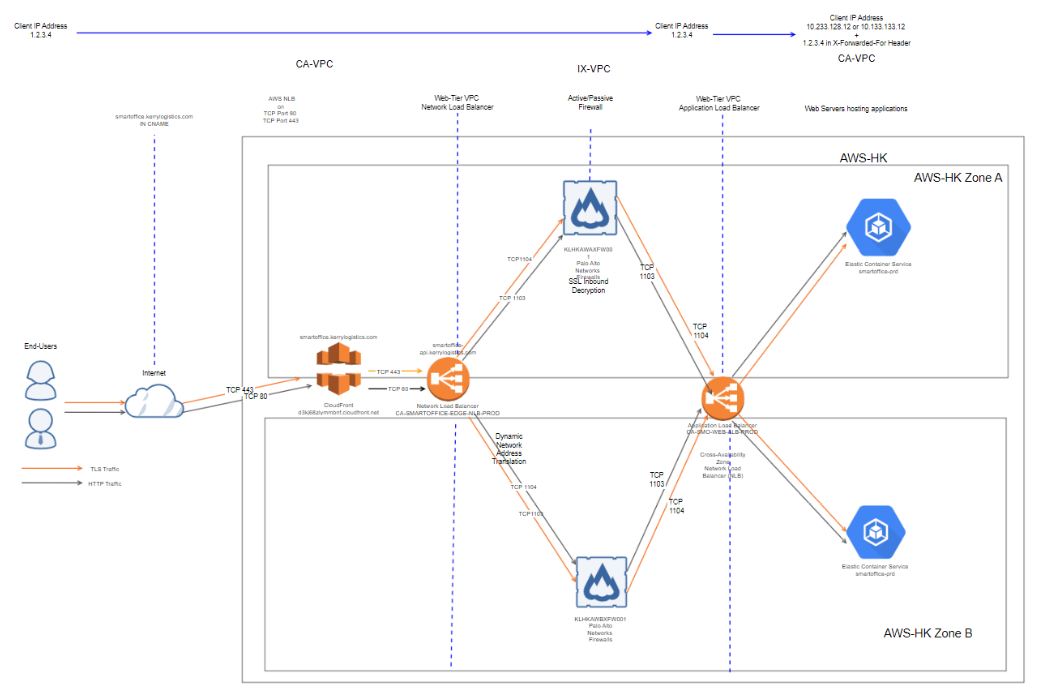 Client IP Address
1.2.3.4
Client IP Address
1.2.3.4
Client IP Address
10.233.128.12 or 10.133.133.12
+
1.2.3.4 in X-Forwarded-For Header
CA-VPC
IX-VPC
CA-VPC
smartoffice.kerrylogistics.com
IN CNAME
AWS NLB
on
TCP Port 80
TCP Port 443
Web-Tier VPC
Network Load Balancer
Active/Passive
Firewall
Web-Tier VPC
Application Load Balancer
Web Servers hosting applications
AWS-HK
AWS-HK Zone A
KLHKAWAXFW00
1
Palo Alto
Networks
Firewalls
SSL Inbound
Decryption
TCP1104
TCP 1103
TCP
1103
TCP
1104
Elastic Container Service
smartoffice-prd
End-Users
Internet
TCP 443
TCP 80
smartoffice.kerrylogistics.com
CloudFront
TCP 443
TCP 80
smartoffice-
api.kerrylogistics.com
Network Load Balancer
CA-SMARTOFFICE-EDGE-NLB-PROD
Application Load Balancer
CA-SMO-WEB-ALB-PROD
Cross-Availability
Zone
Network Load
Balancer (NLB)
TLS Traffic
HTTP Traffic
Dynamic
Network
Address
Translation
TCP 1104
TCP1103
TCP
1103
TCP
1104
KLHKAWBXFW001
Palo Alto
Networks
Firewalls
Elastic Container Service
smartoffice-prd
AWS-HK Zone B